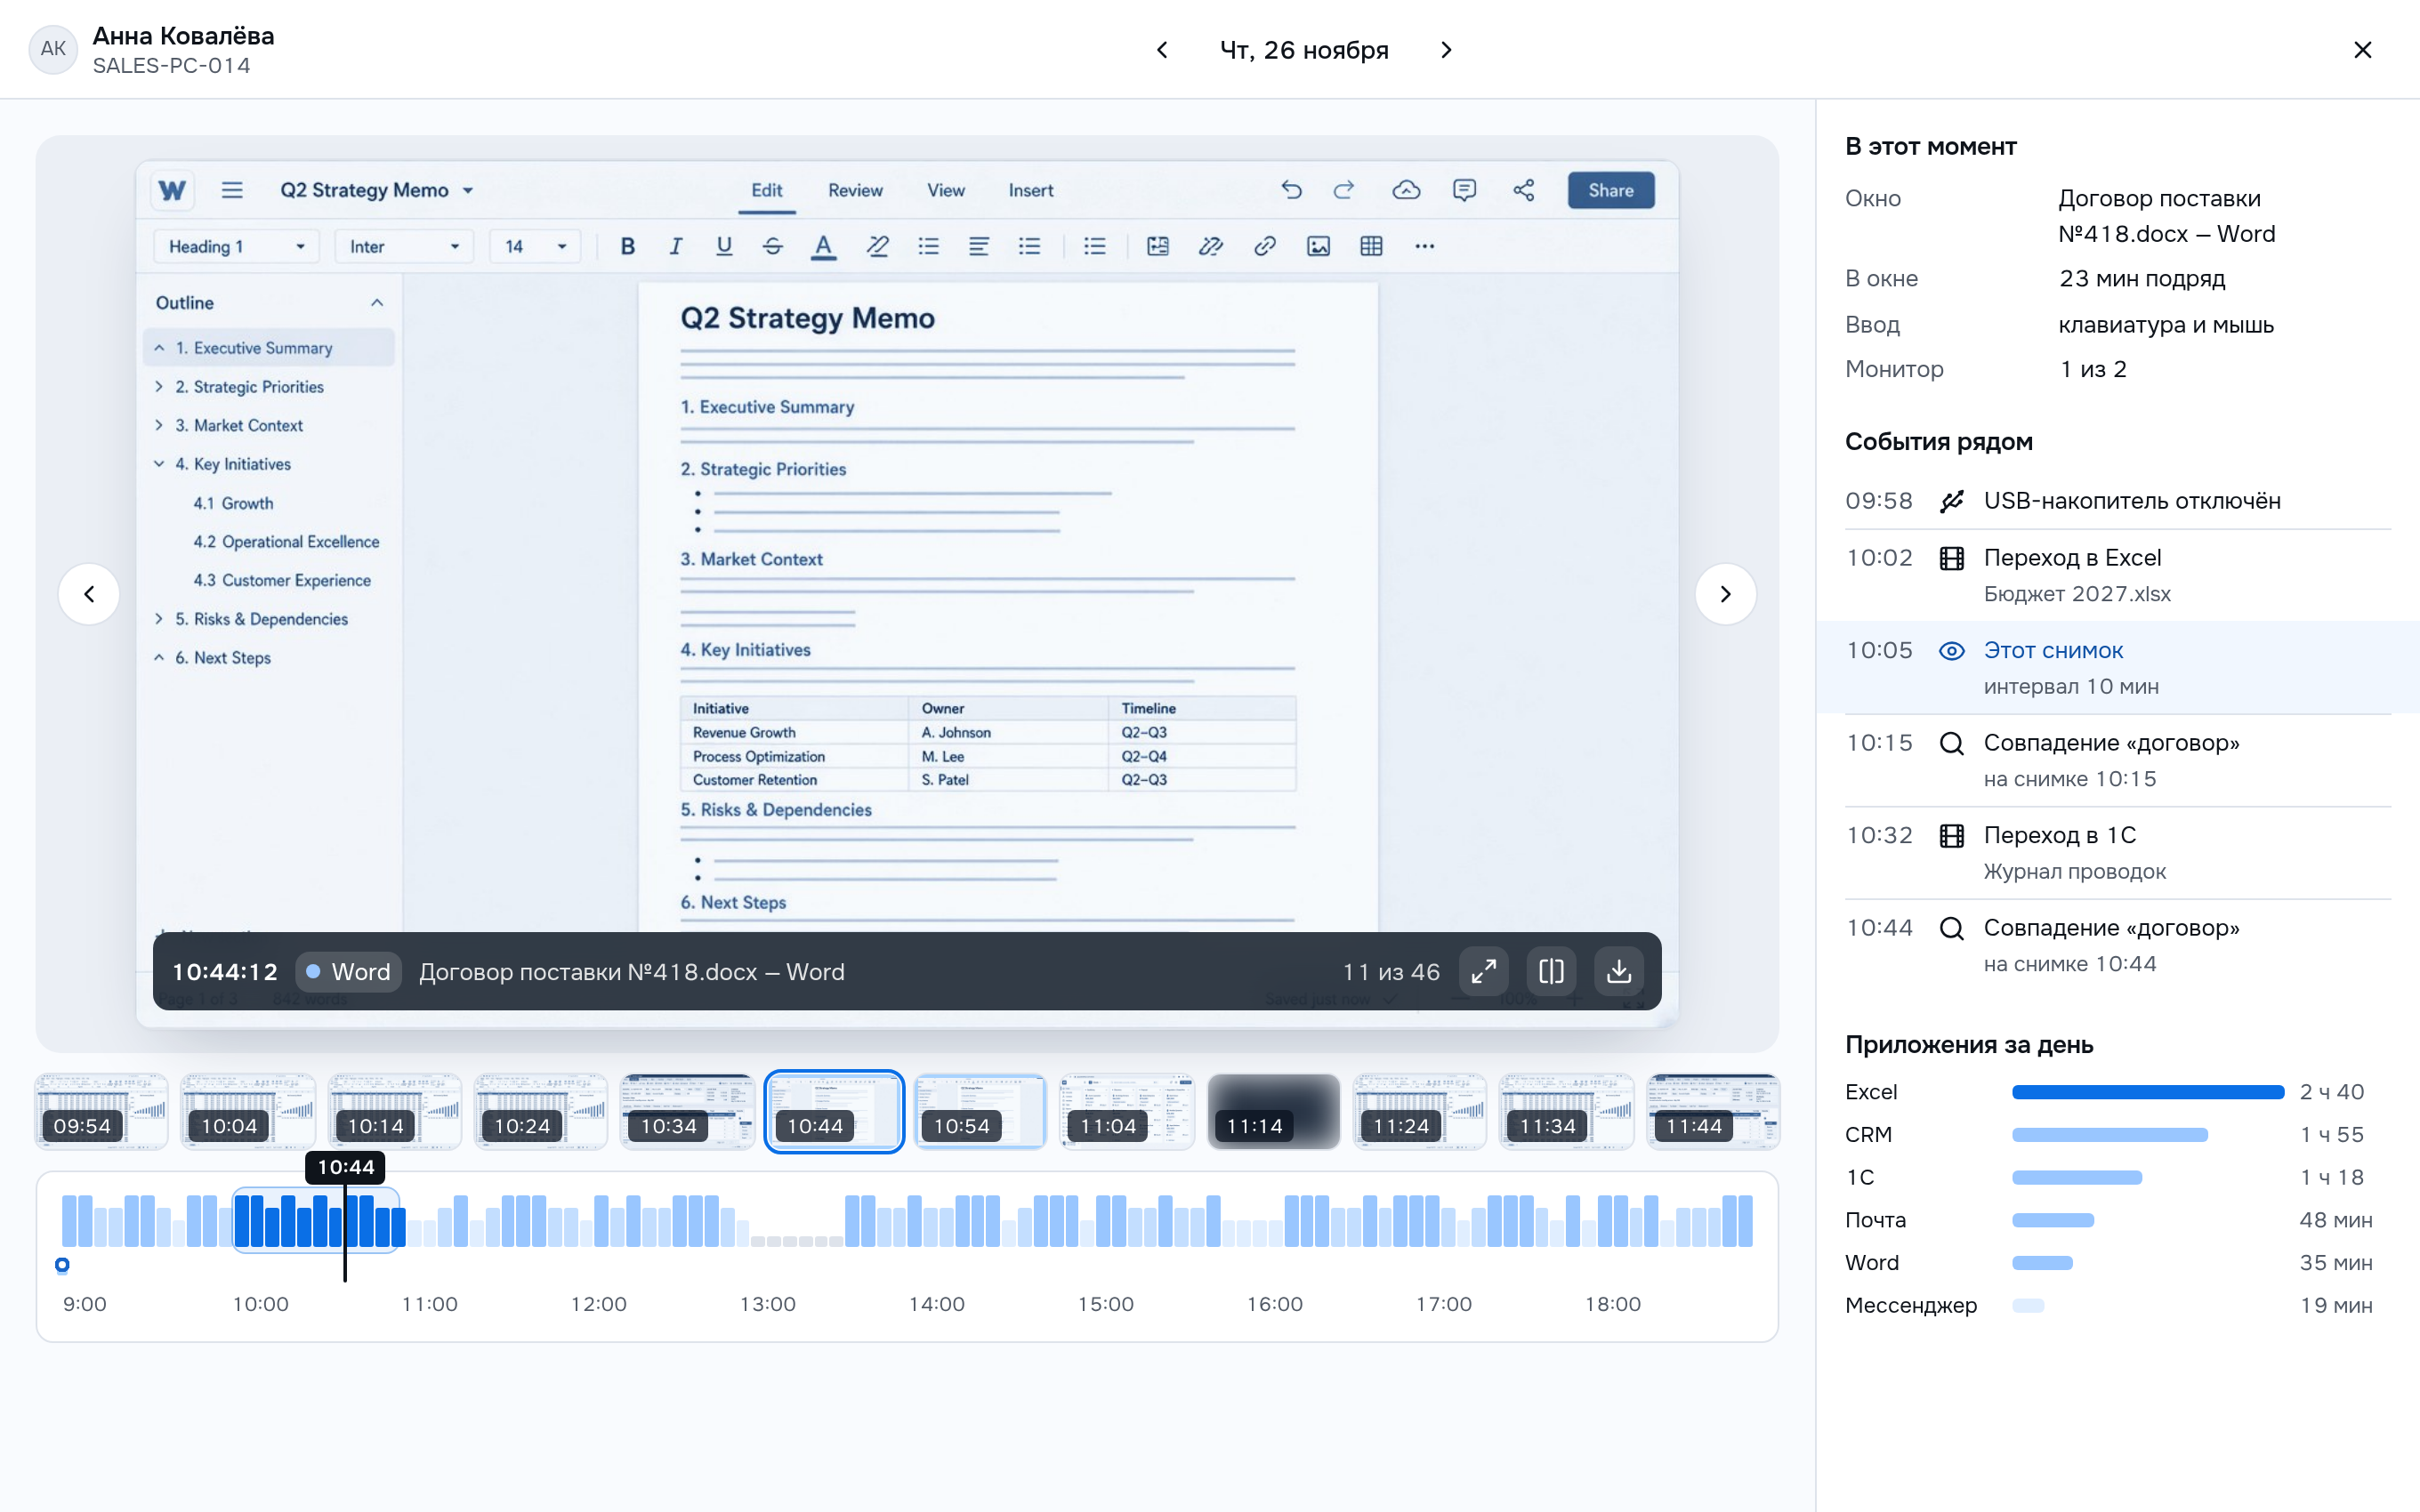 АК
Анна Ковалёва
SALES-PC-014
Чт, 26 ноября
W
Q2 Strategy Memo
Edit
Review
View
Insert
Share
Heading 1
Inter
14
B
I
U
S
A
Outline
1. Executive Summary
2. Strategic Priorities
3. Market Context
4. Key Initiatives
4.1 Growth
4.2 Operational Excellence
4.3 Customer Experience
5. Risks & Dependencies
6. Next Steps
Q2 Strategy Memo
1. Executive Summary
2. Strategic Priorities
3. Market Context
4. Key Initiatives
Initiative Owner Timeline
Revenue Growth A. Johnson Q2–Q3
Process Optimization M. Lee Q2–Q4
Customer Retention S. Patel Q2–Q3
5. Risks & Dependencies
6. Next Steps
10:44:12
Word
Договор поставки №418.docx — Word
11 из 46
Page 1 of 3
842 words
Saved just now
100%
09:54
10:04
10:14
10:24
10:34
10:44
10:54
11:04
11:14
11:24
11:34
11:44
10:44
9:00
10:00
11:00
12:00
13:00
14:00
15:00
16:00
17:00
18:00
В этот момент
Окно
Договор поставки
№418.docx — Word
В окне
23 мин подряд
Ввод
клавиатура и мышь
Монитор
1 из 2
События рядом
09:58
USB-накопитель отключён
10:02
Переход в Excel
Бюджет 2027.xlsx
10:05
Этот снимок
интервал 10 мин
10:15
Совпадение «договор»
на снимке 10:15
10:32
Переход в 1С
Журнал проводок
10:44
Совпадение «договор»
на снимке 10:44
Приложения за день
Excel
2 ч 40
CRM
1 ч 55
1С
1 ч 18
Почта
48 мин
Word
35 мин
Мессенджер
19 мин